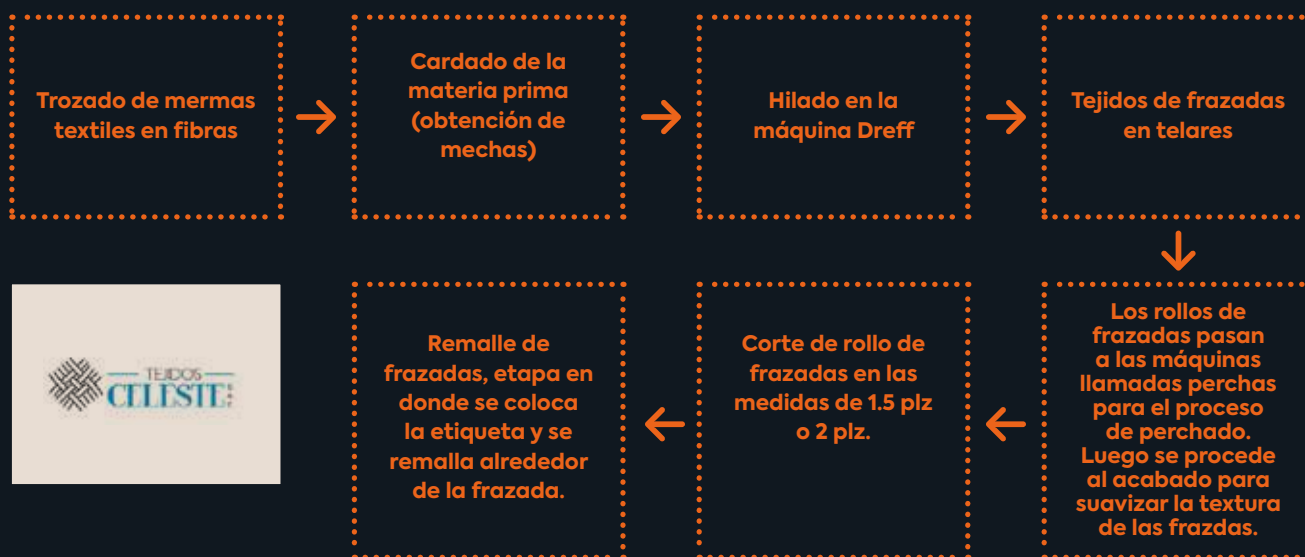 Trozado de mermas
textiles en fibras
Cardado de la
materia prima
(obtención de
mechas)
Hilado en la
máquina Dreff
Tejidos de frazadas
en telares
Los rollos de
frazadas pasan
a las máquinas
llamadas perchas
para el proceso
de perchado.
Luego se procede
al acabado para
suavizar la textura
de las frazdas.
Corte de rollo de
frazadas en las
medidas de 1.5 plz
o 2 plz.
Remalle de
frazadas, etapa en
donde se coloca
la etiqueta y se
remalla alrededor
de la frazada.
TEJIDOS
CELESTE